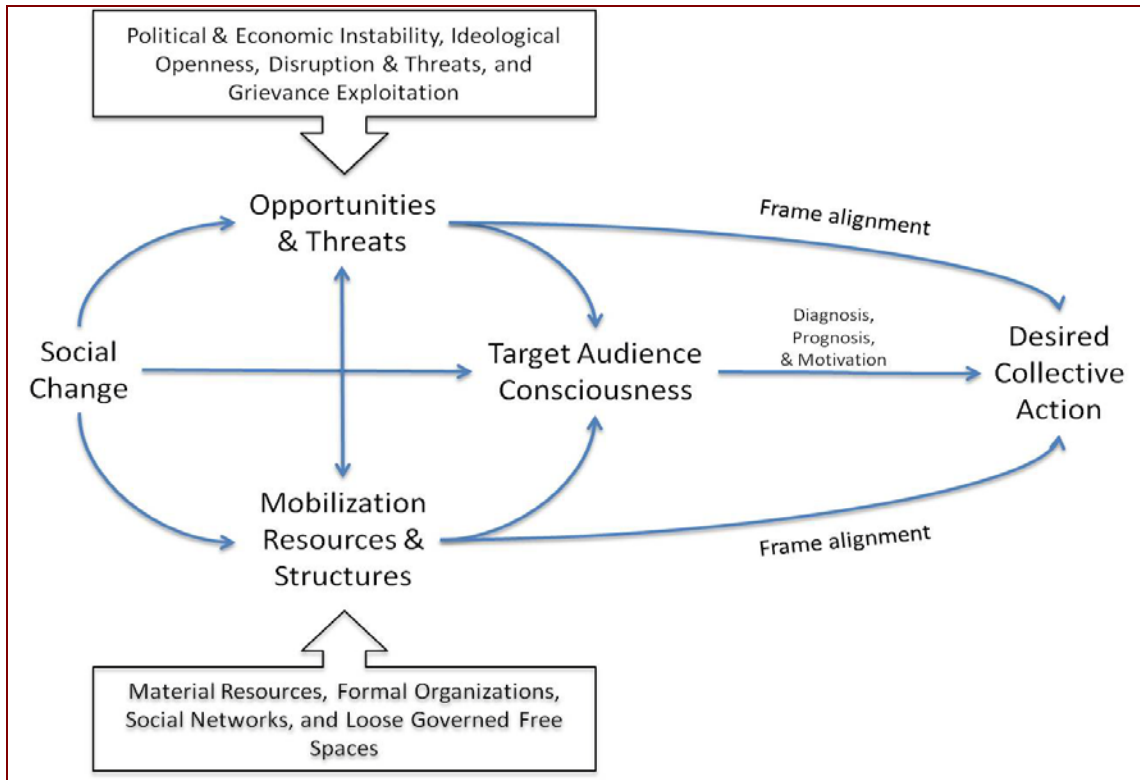 Political & Economic Instability, Ideological
Openness, Disruption & Threats, and
Grievance Exploitation
Opportunities
& Threats
Frame alignment
Social
Change
Target Audience
Consciousness
Diagnosis,
Prognosis,
& Motivation
Desired
Collective
Action
Mobilization
Resources &
Structures
Frame alignment
Material Resources, Formal Organizations,
Social Networks, and Loose Governed Free
Spaces